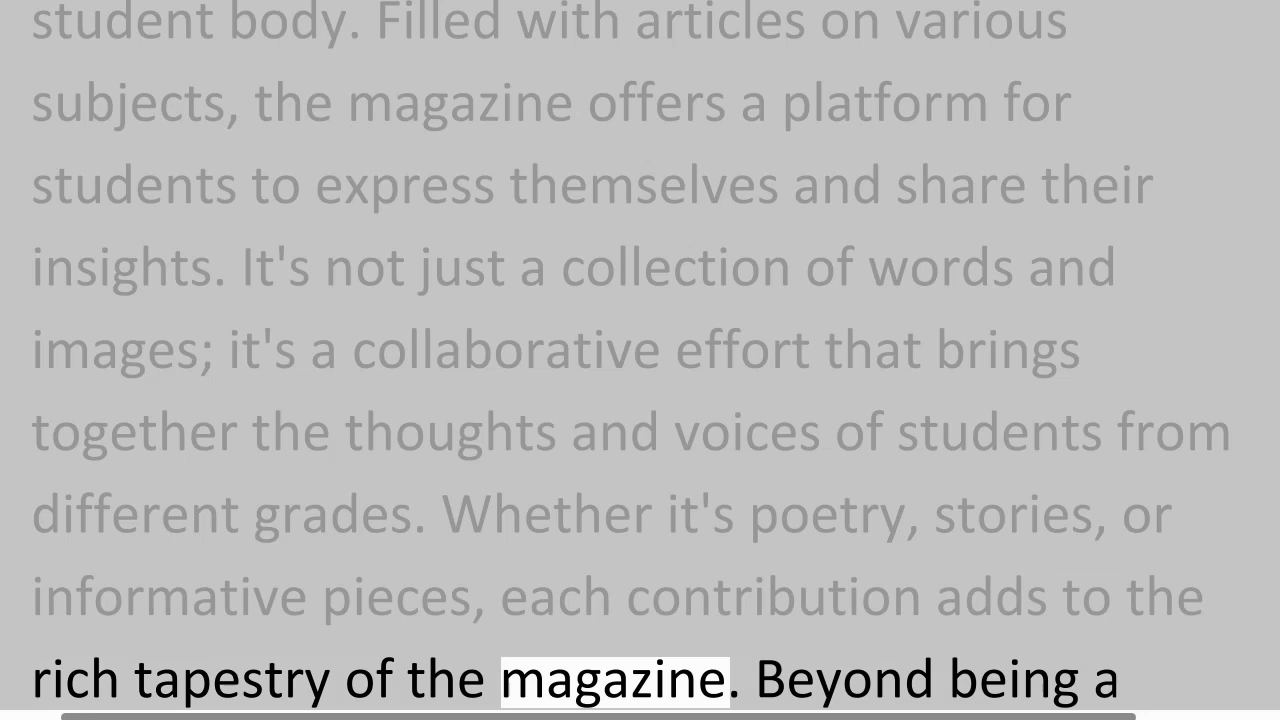 student body. Filled with articles on various
subjects, the magazine offers a platform for
students to express themselves and share their
insights. It's not just a collection of words and
images; it's a collaborative effort that brings
together the thoughts and voices of students from
different grades. Whether it's poetry, stories, or
informative pieces, each contribution adds to the
rich tapestry of the magazine. Beyond being a